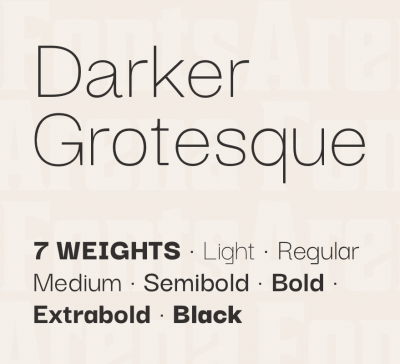 Darker
Grotesque
7 WEIGHTS · Light · Regular
Medium · Semibold · Bold ·
Extrabold · Black